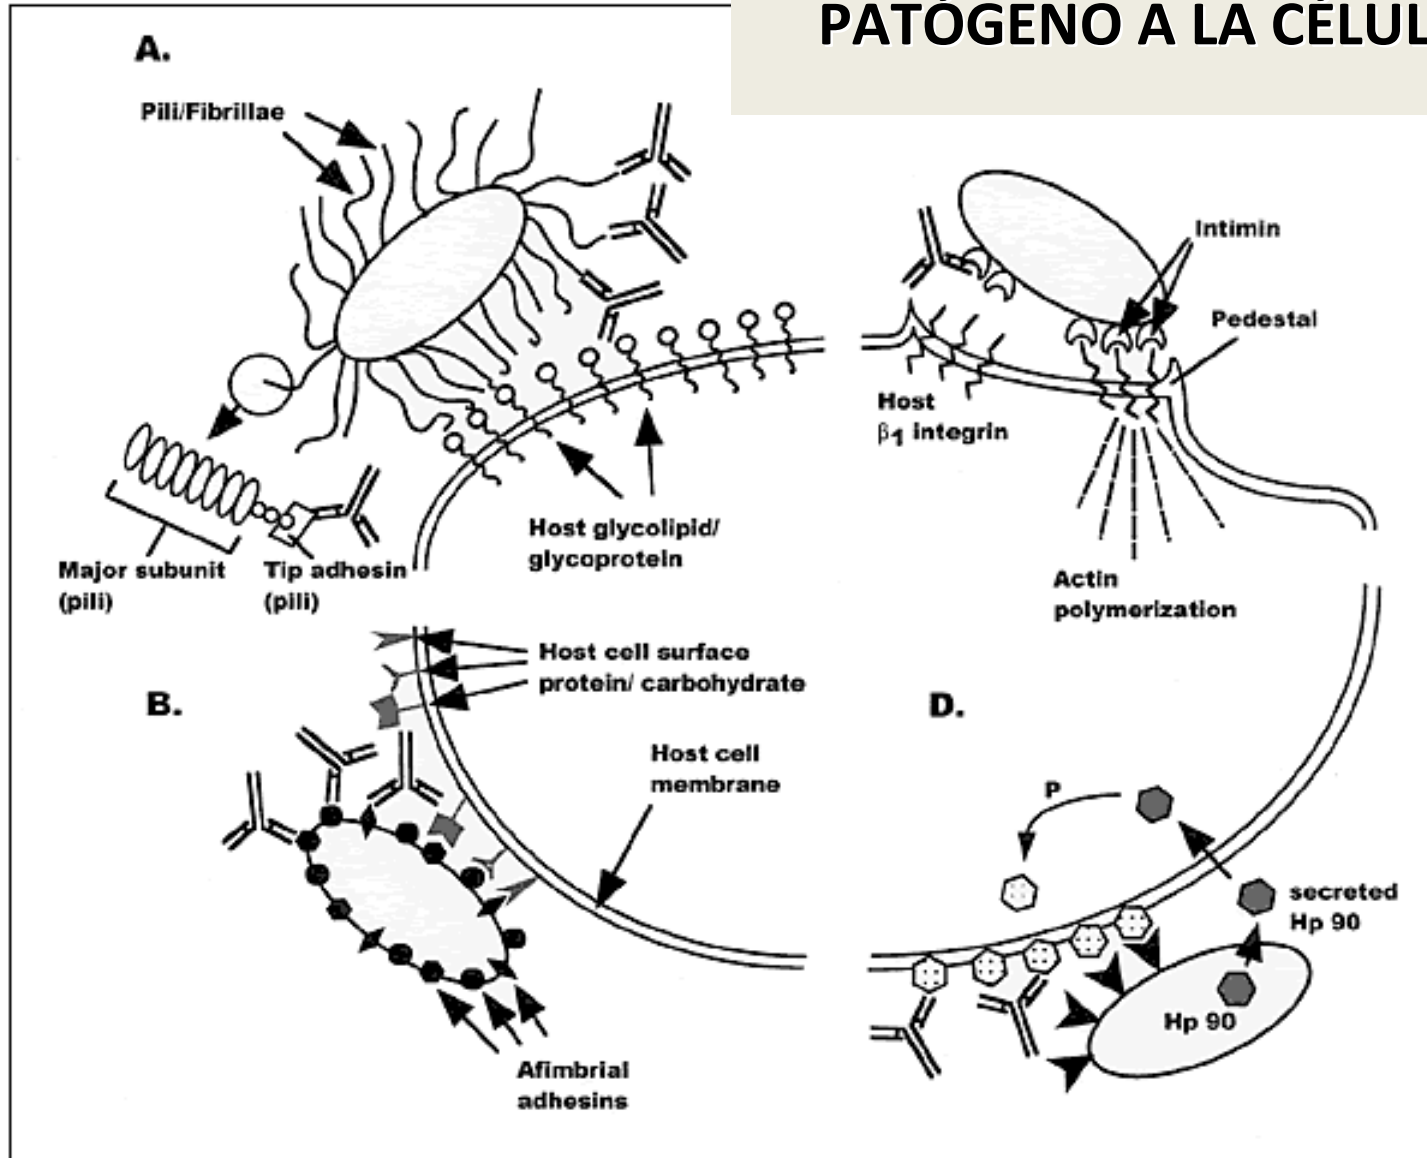 PATÓGENO A LA CÉLUL
A.
Pili/Fibrillae
Major subunit
(pili)
Tip adhesin
(pili)
Host glycolipid/
glycoprotein
Intimin
Pedestal
Host
β1 integrin
Actin
polymerization
B.
Host cell surface
protein/ carbohydrate
Host cell
membrane
Afimbrial
adhesins
D.
P
secreted
Hp 90
Hp 90